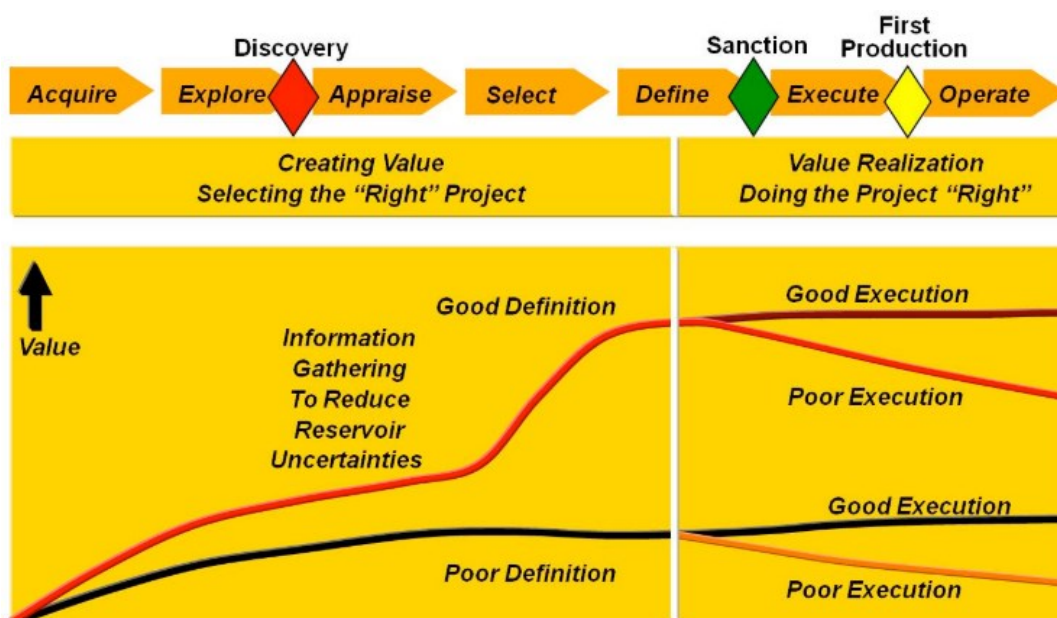 Discovery
Sanction
First
Production
Acquire
Explore
Appraise
Select
Define
Execute
Operate
Creating Value
Selecting the “Right” Project
Value Realization
Doing the Project “Right”
Value
Information
Gathering
To Reduce
Reservoir
Uncertainties
Good Definition
Poor Definition
Good Execution
Poor Execution
Good Execution
Poor Execution